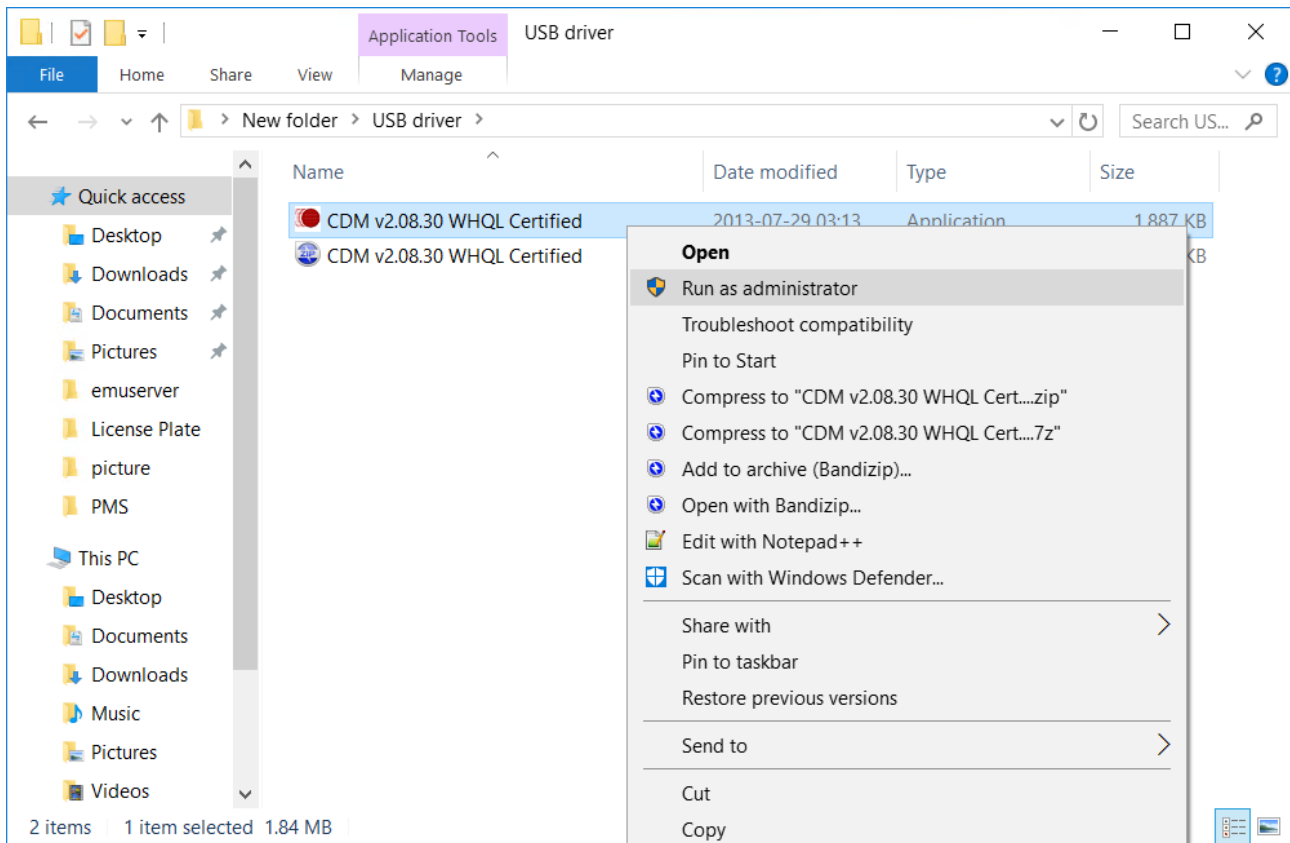 Application Tools
USB driver
File
Home
Share
View
Manage
?
New folder
USB driver
Search US...
Name
Date modified
Type
Size
CDM v2.08.30 WHQL Certified
2013-07-29 03:13
Application
1,887 KB
ZIP
CDM v2.08.30 WHQL Certified
KB
Quick access
Desktop
Downloads
Documents
Pictures
emuserver
License Plate
picture
PMS
This PC
Desktop
Documents
Downloads
Music
Pictures
Videos
Open
Run as administrator
Troubleshoot compatibility
Pin to Start
Compress to "CDM v2.08.30 WHQL Cert....zip"
Compress to "CDM v2.08.30 WHQL Cert....7z"
Add to archive (Bandizip)...
Open with Bandizip...
Edit with Notepad++
Scan with Windows Defender...
Share with
Pin to taskbar
Restore previous versions
Send to
Cut
Copy
2 items
1 item selected 1.84 MB